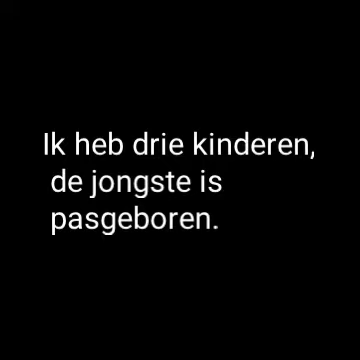 Ik heb drie kinderen,
de jongste is
pasgeboren.